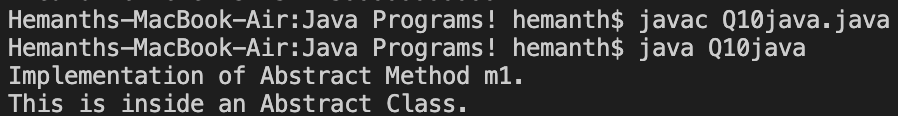 Hemanths-MacBook-Air:Java Programs! hemanth$ javac Q10java.java
Hemanths-MacBook-Air:Java Programs! hemanth$ java Q10java
Implementation of Abstract Method m1.
This is inside an Abstract Class.